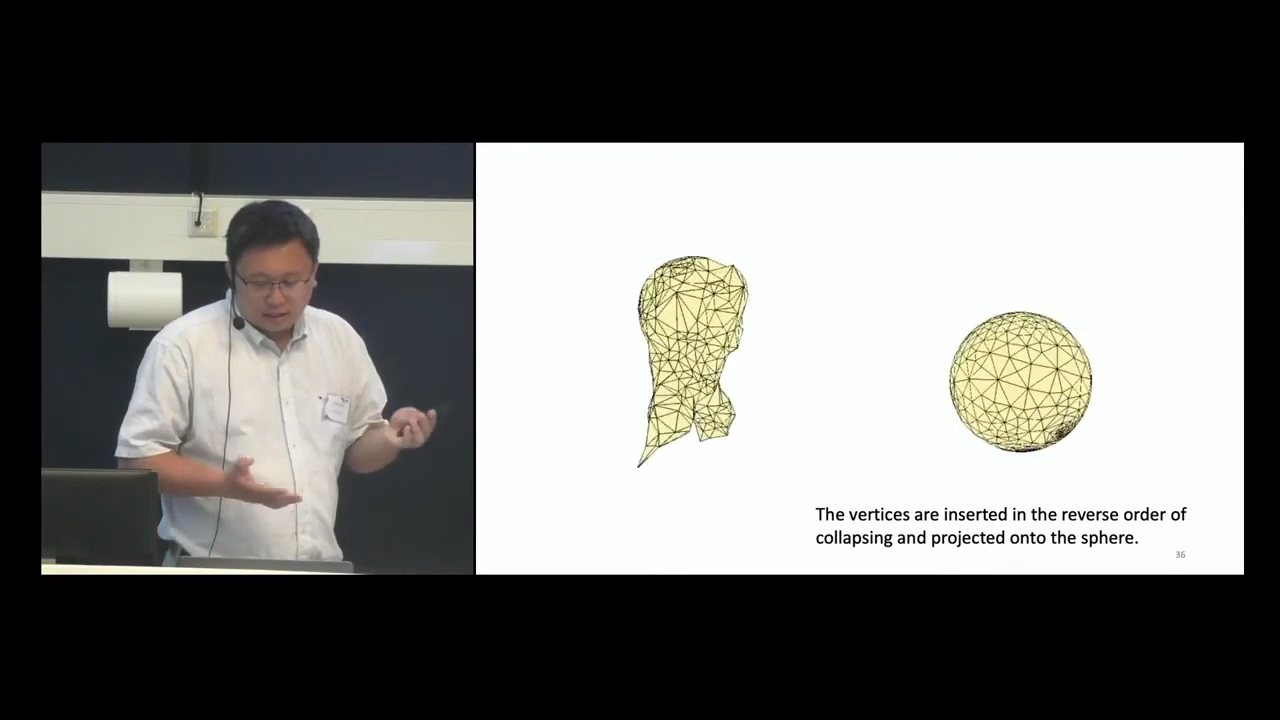 The vertices are inserted in the reverse order of
collapsing and projected onto the sphere.
36